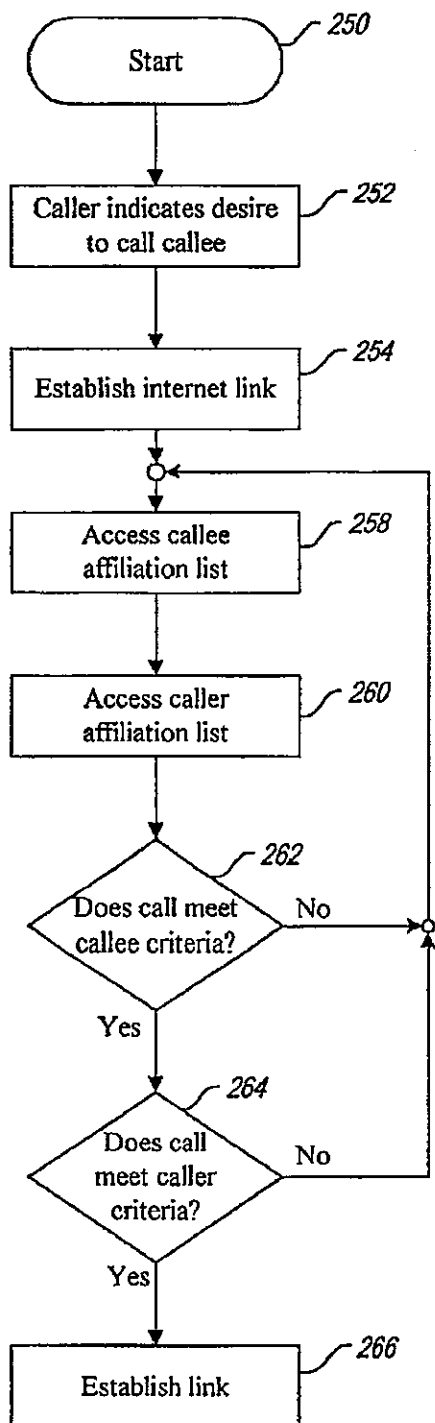 250
Start
252
Caller indicates desire
to call callee
254
Establish internet link
258
Access callee
affiliation list
260
Access caller
affiliation list
262
Does call meet
callee criteria?
No
Yes
264
Does call
meet caller
criteria?
No
Yes
266
Establish link